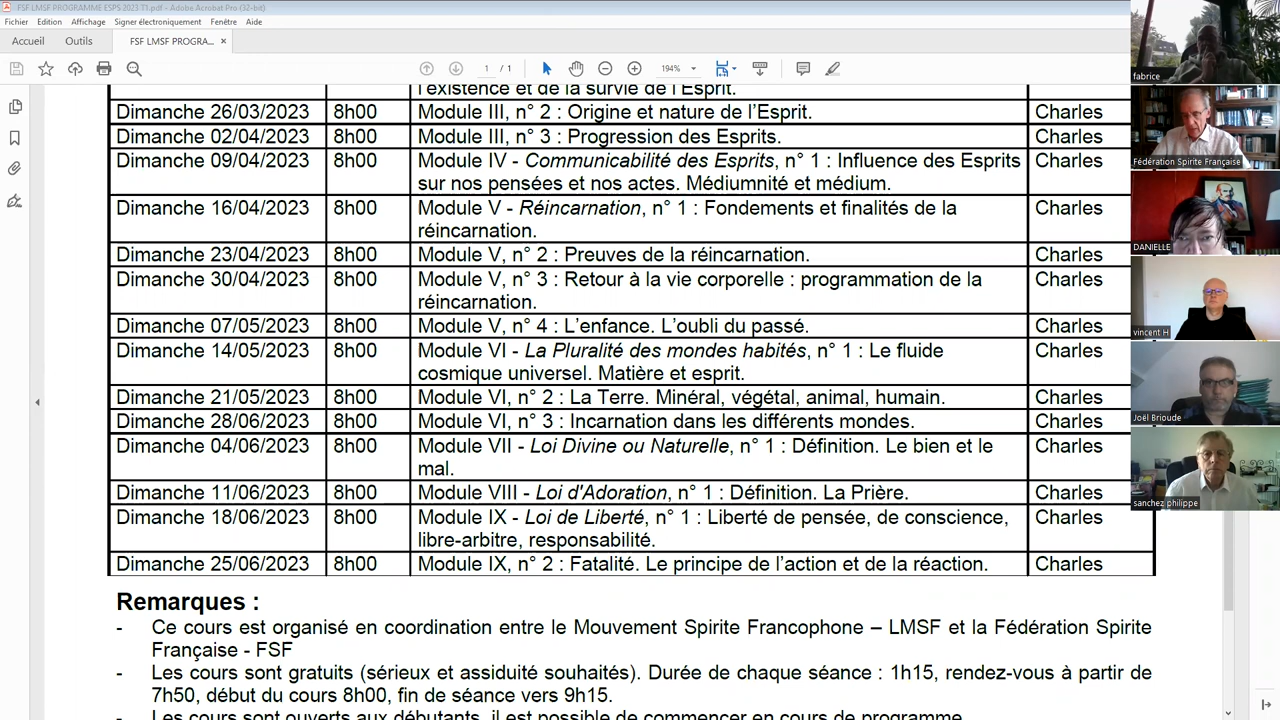 FSF LMSF PROGRAMME ESPS 2023 T1.pdf - Adobe Acrobat Pro (32-bit)
Fichier Edition Affichage Signer électroniquement Fenêtre Aide
Accueil Outils FSF LMSF PROGRA... ×
1 / 1 194%
l'existence et de la survie de l'Esprit.
Dimanche 26/03/2023 8h00 Module III, n° 2 : Origine et nature de l'Esprit. Charles
Dimanche 02/04/2023 8h00 Module III, n° 3 : Progression des Esprits. Charles
Dimanche 09/04/2023 8h00 Module IV - Communicabilité des Esprits, n° 1 : Influence des Esprits Charles
sur nos pensées et nos actes. Médiumnité et médium.
Dimanche 16/04/2023 8h00 Module V - Réincarnation, n° 1 : Fondements et finalités de la Charles
réincarnation.
Dimanche 23/04/2023 8h00 Module V, n° 2 : Preuves de la réincarnation. Charles
Dimanche 30/04/2023 8h00 Module V, n° 3 : Retour à la vie corporelle : programmation de la Charles
réincarnation.
Dimanche 07/05/2023 8h00 Module V, n° 4 : L'enfance. L'oubli du passé. Charles
Dimanche 14/05/2023 8h00 Module VI - La Pluralité des mondes habités, n° 1 : Le fluide Charles
cosmique universel. Matière et esprit.
Dimanche 21/05/2023 8h00 Module VI, n° 2 : La Terre. Minéral, végétal, animal, humain. Charles
Dimanche 28/06/2023 8h00 Module VI, n° 3 : Incarnation dans les différents mondes. Charles
Dimanche 04/06/2023 8h00 Module VII - Loi Divine ou Naturelle, n° 1 : Définition. Le bien et le Charles
mal.
Dimanche 11/06/2023 8h00 Module VIII - Loi d'Adoration, n° 1 : Définition. La Prière. Charles
Dimanche 18/06/2023 8h00 Module IX - Loi de Liberté, n° 1 : Liberté de pensée, de conscience, Charles
libre-arbitre, responsabilité.
Dimanche 25/06/2023 8h00 Module IX, n° 2 : Fatalité. Le principe de l'action et de la réaction. Charles
Remarques :
- Ce cours est organisé en coordination entre le Mouvement Spirite Francophone – LMSF et la Fédération Spirite
Française - FSF
- Les cours sont gratuits (sérieux et assiduité souhaités). Durée de chaque séance : 1h15, rendez-vous à partir de
7h50, début du cours 8h00, fin de séance vers 9h15.
- Les cours sont ouverts aux débutants, il est possible de commencer en cours de programme.
fabrice
Fédération Spirite Française
DANIELLE
vincent H
Joël Brioude
sanchez philippe